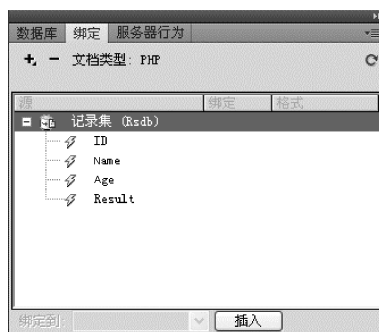 数据库 绑定 服务器行为
文档类型: PHP
源 绑定 格式
记录集 (Rsdb)
ID
Name
Age
Result
绑定到: 插入